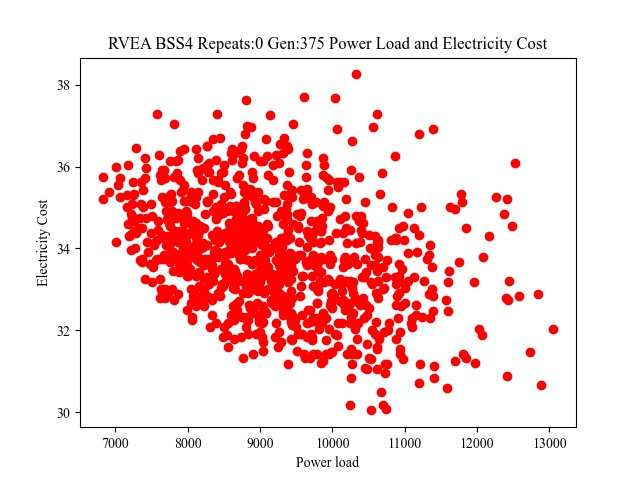 RVEA BSS4 Repeats:0 Gen:375 Power Load and Electricity Cost
38
36
34
32
30
Electricity Cost
7000 8000 9000 10000 11000 12000 13000
Power load